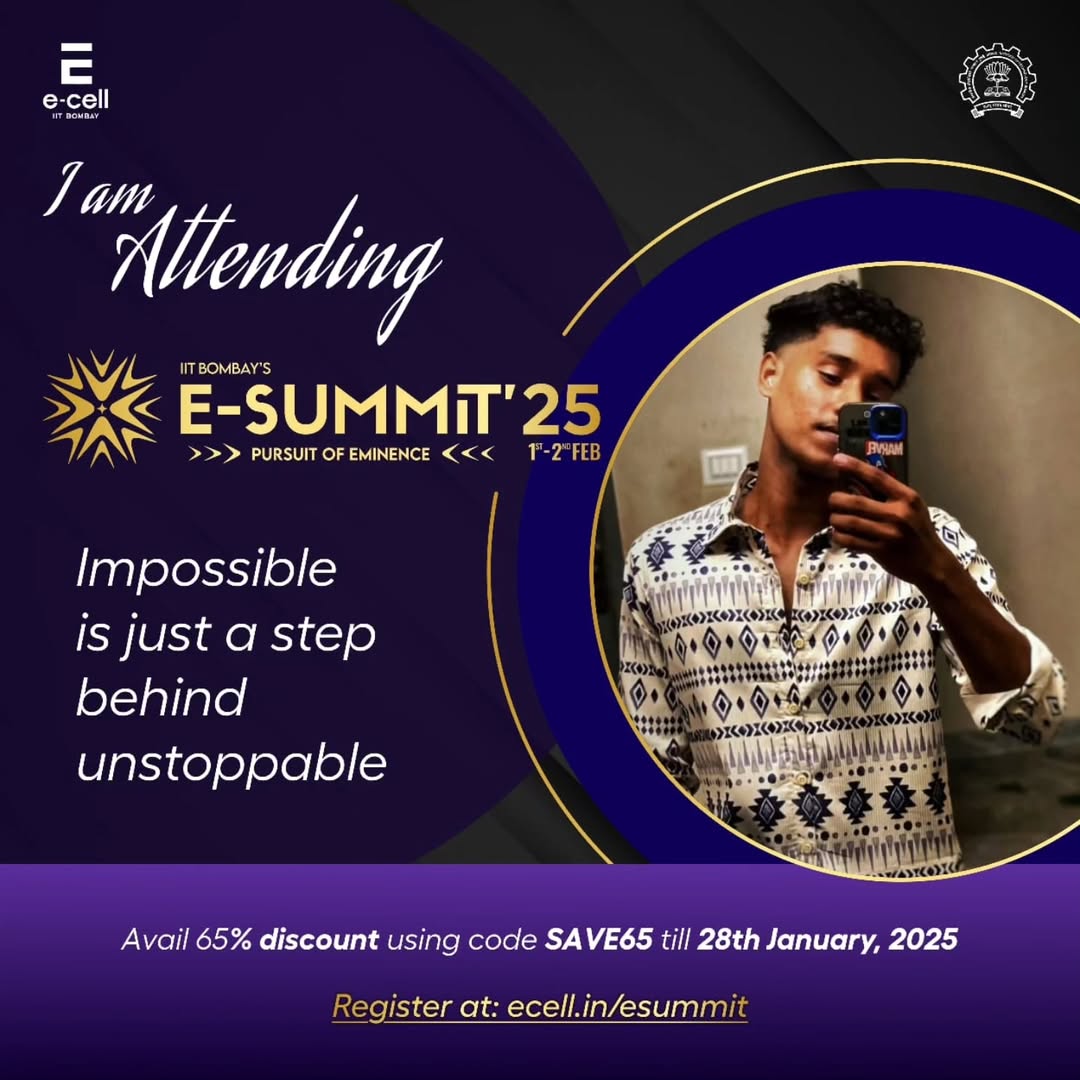 e-cell
IIT BOMBAY
I am
Attending
IIT BOMBAY'S
E-SUMMiT'25
>>> PURSUIT OF EMINENCE <<<
1ST-2ND FEB
MARVEL
Impossible
is just a step
behind
unstoppable
Avail 65% discount using code SAVE65 till 28th January, 2025
Register at: ecell.in/esummit